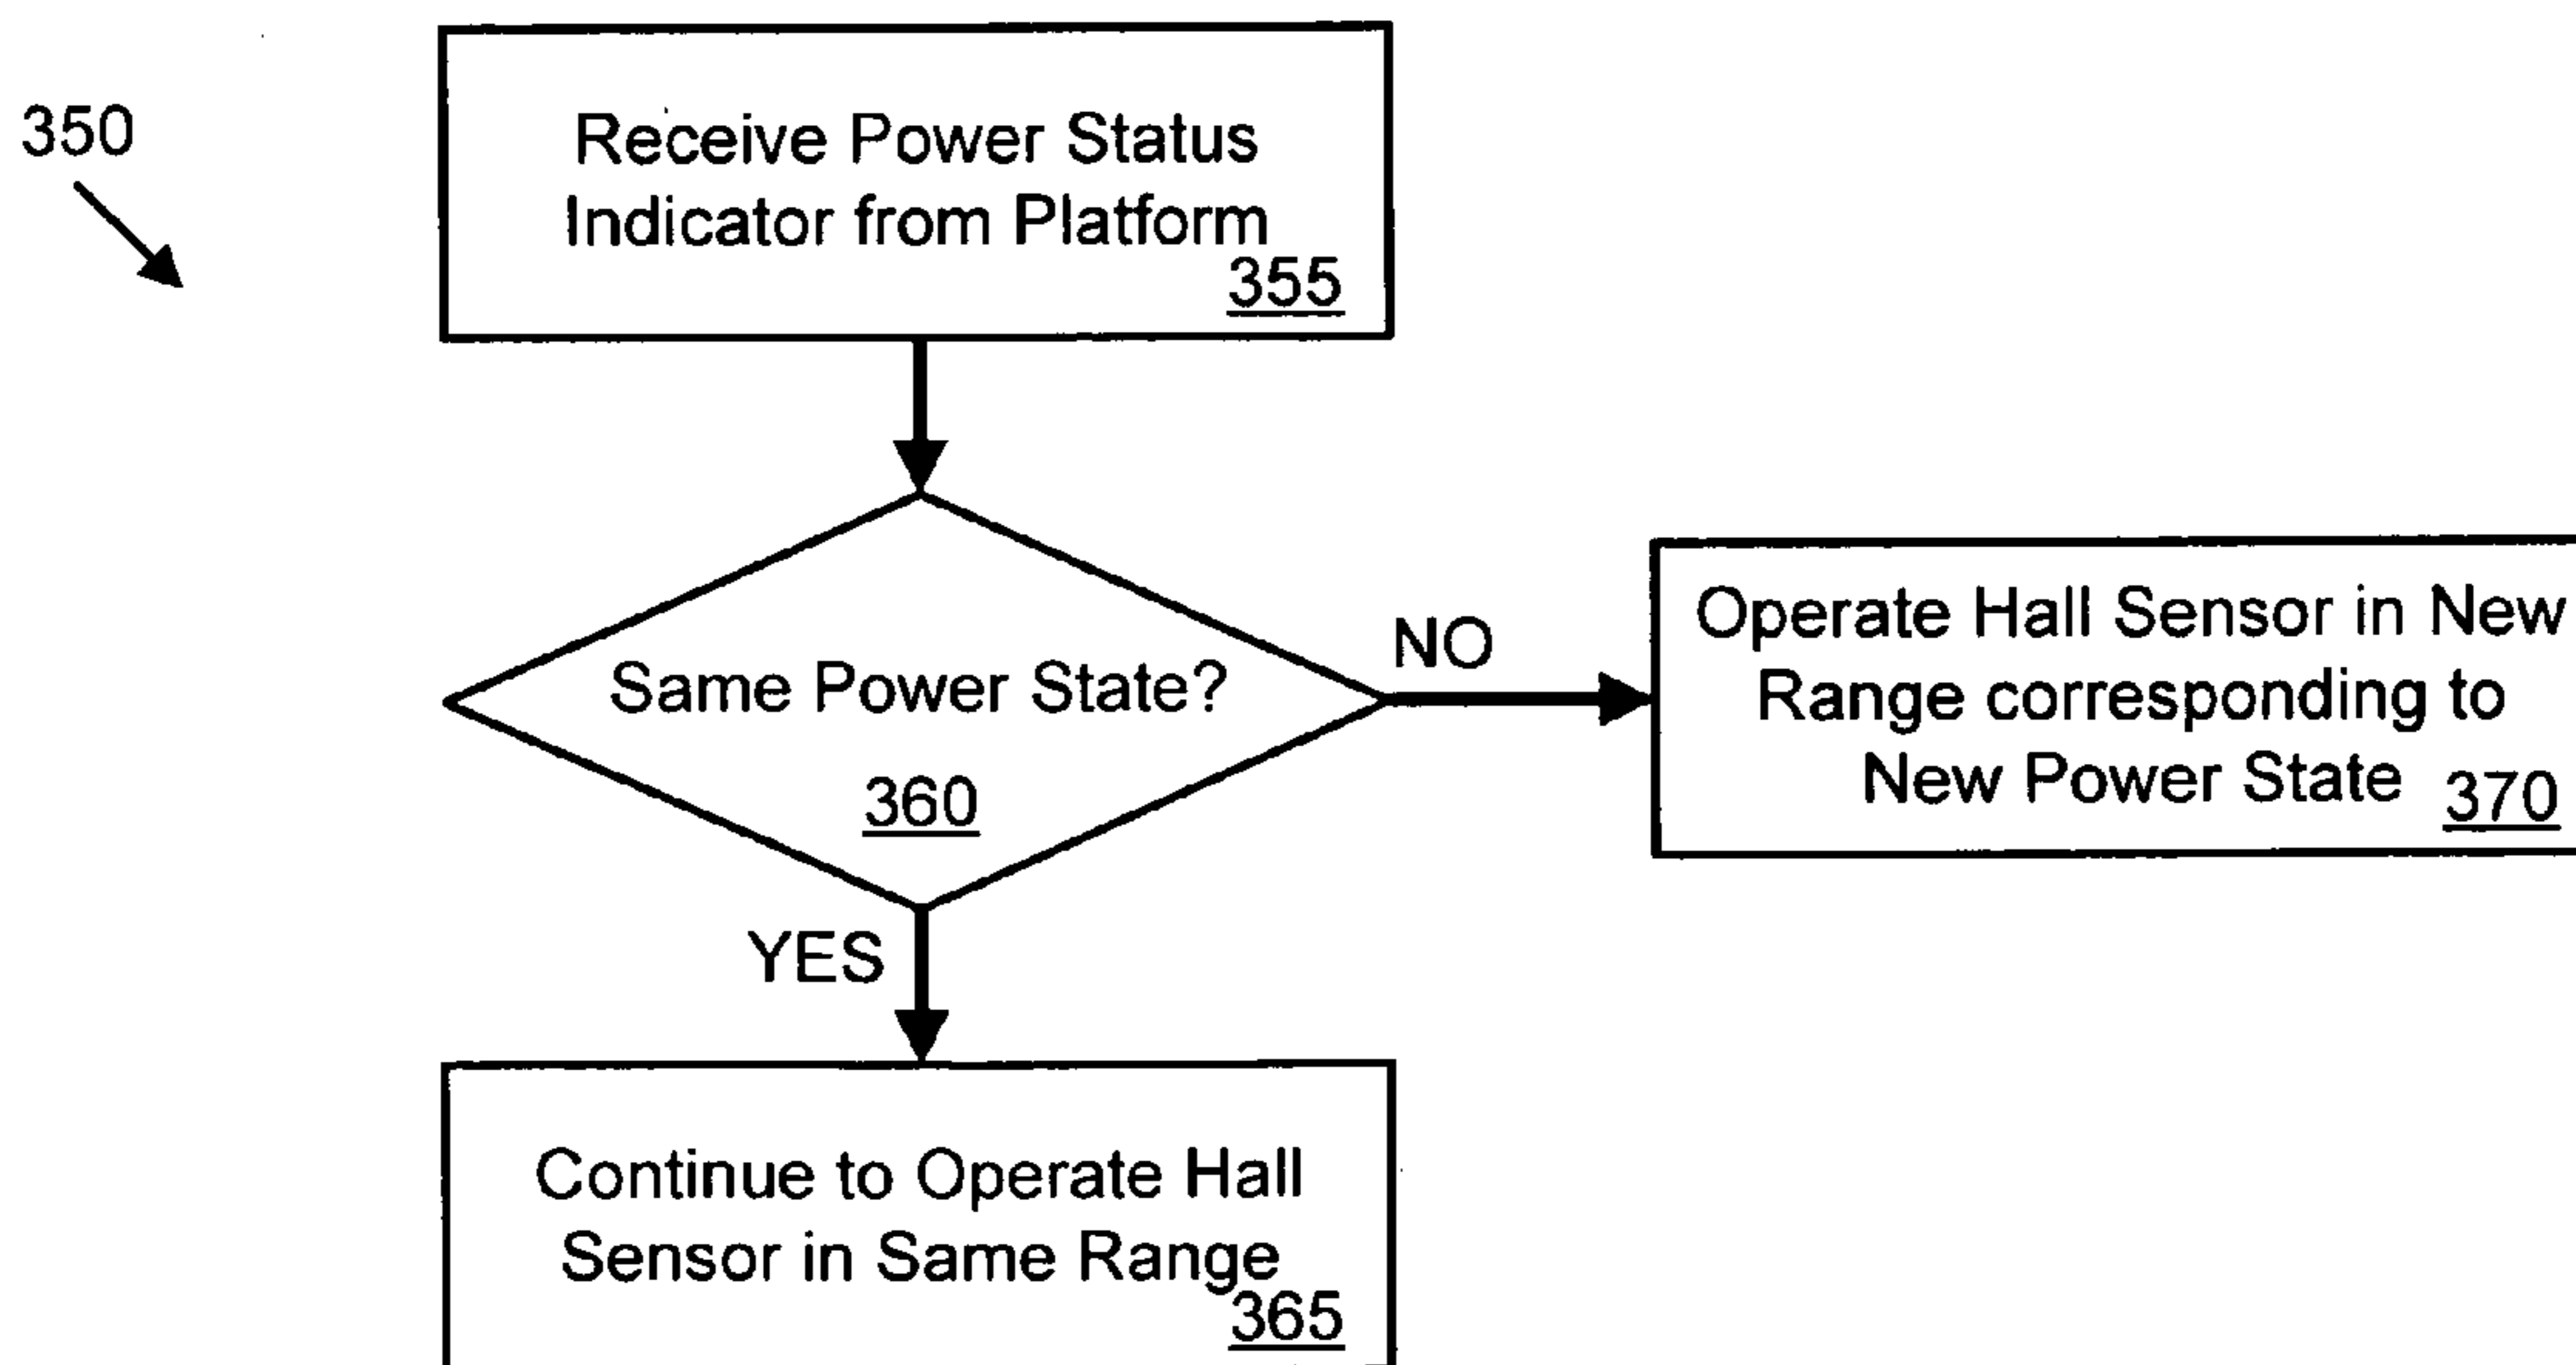 350
Receive Power Status
Indicator from Platform
355
Same Power State?
360
NO
Operate Hall Sensor in New
Range corresponding to
New Power State 370
YES
Continue to Operate Hall
Sensor in Same Range
365